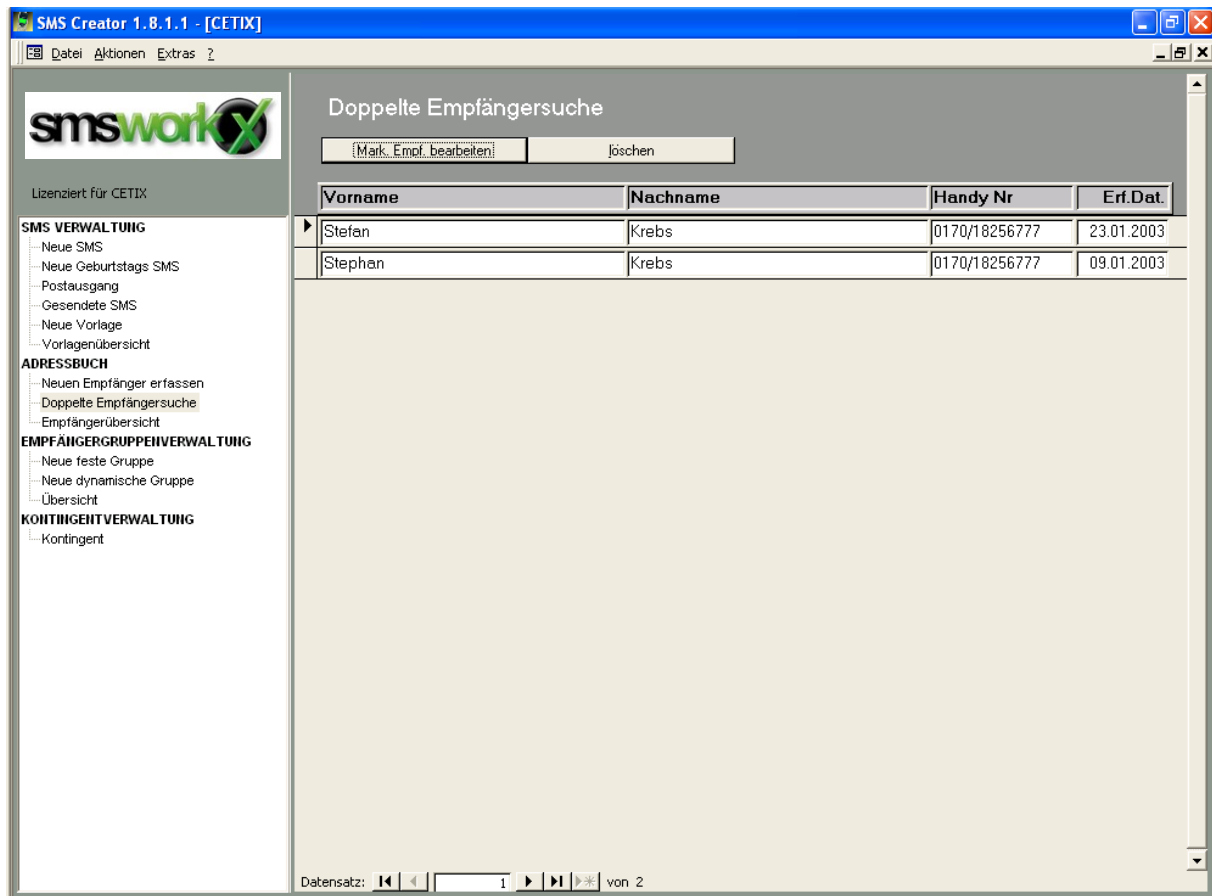 SMS Creator 1.8.1.1 - [CETIX]
Datei Aktionen Extras ?
smsworkX
Lizenziert für CETIX
SMS VERWALTUNG
Neue SMS
Neue Geburtstags SMS
Postausgang
Gesendete SMS
Neue Vorlage
Vorlagenübersicht
ADRESSBUCH
Neuen Empfänger erfassen
Doppelte Empfängersuche
Empfängerübersicht
EMPFÄNGERGRUPPENVERWALTUNG
Neue feste Gruppe
Neue dynamische Gruppe
Übersicht
KONTINGENTVERWALTUNG
Kontingent
Doppelte Empfängersuche
Mark. Empf. bearbeiten löschen
Vorname Nachname Handy Nr Erf.Dat.
Stefan Krebs 0170/18256777 23.01.2003
Stephan Krebs 0170/18256777 09.01.2003
Datensatz: 1 von 2